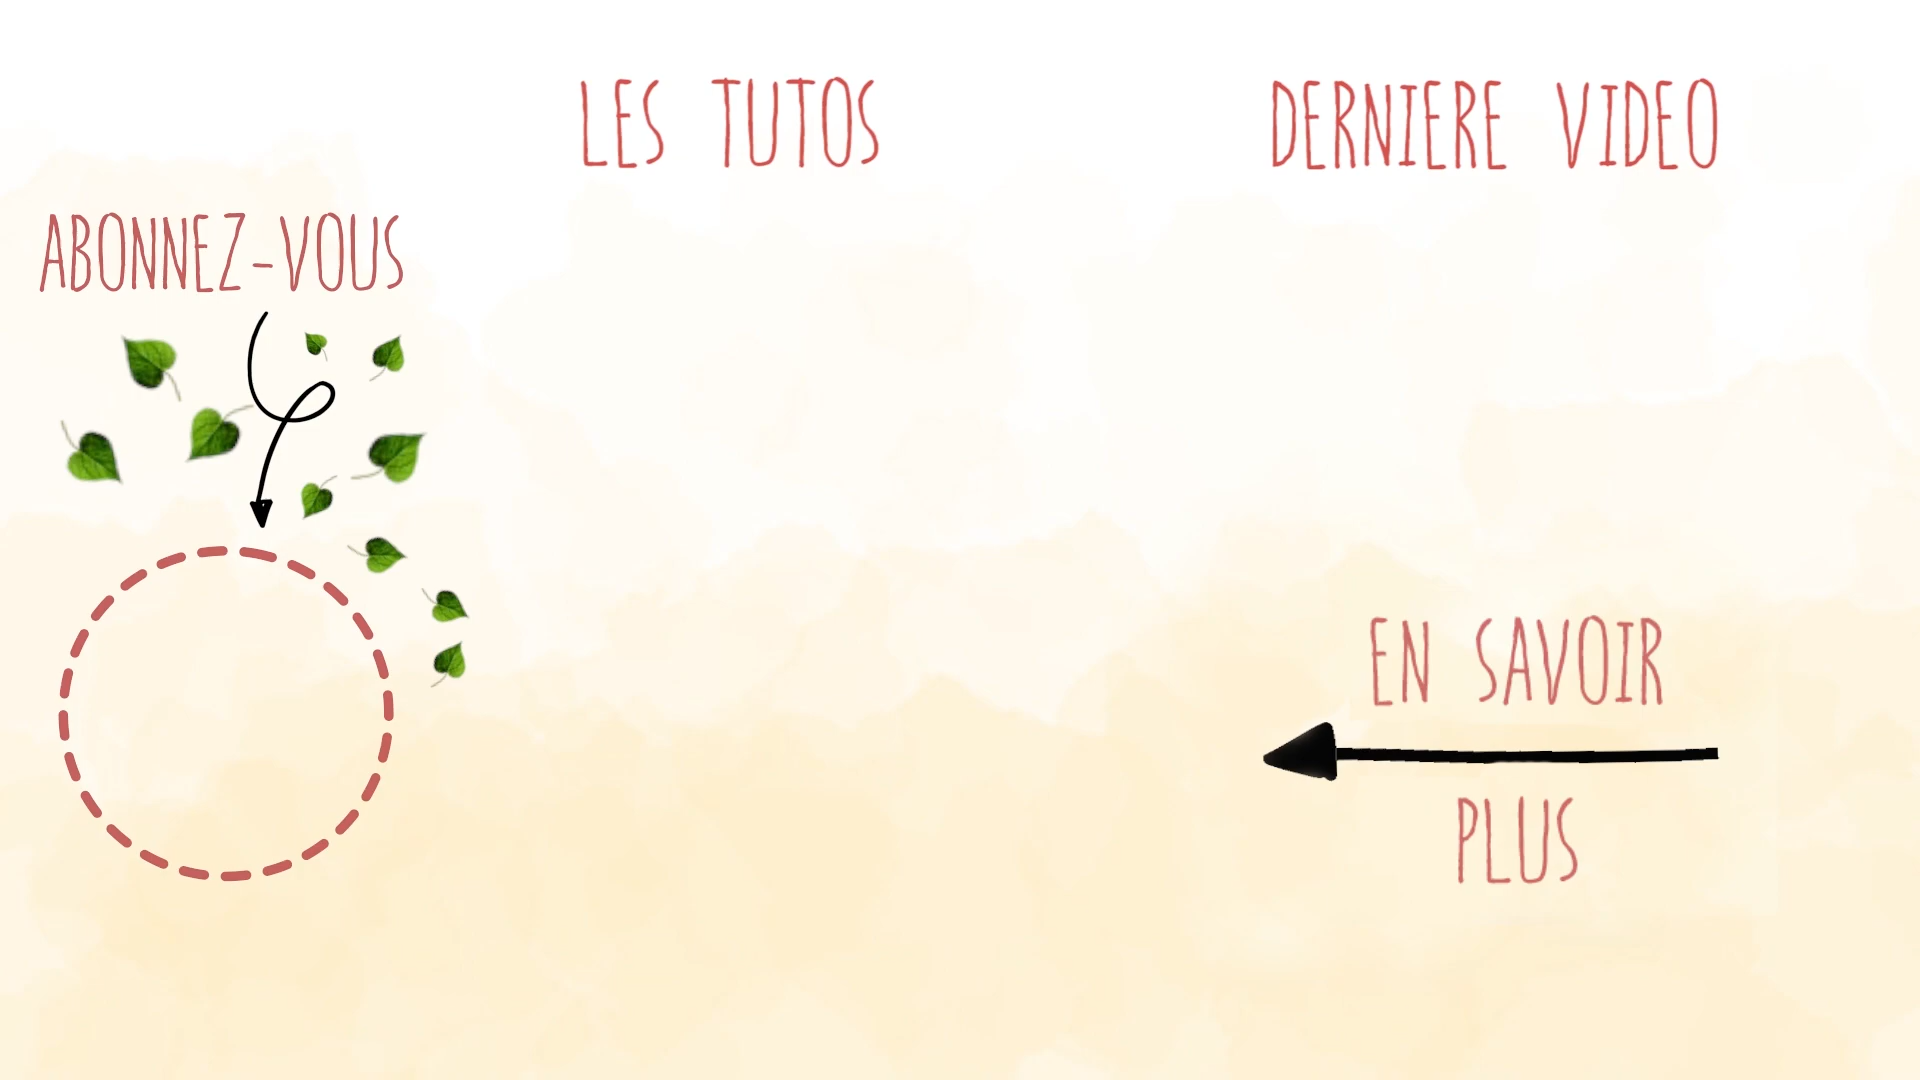 LES TUTOS
DERNIERE VIDEO
ABONNEZ-VOUS
EN SAVOIR
PLUS